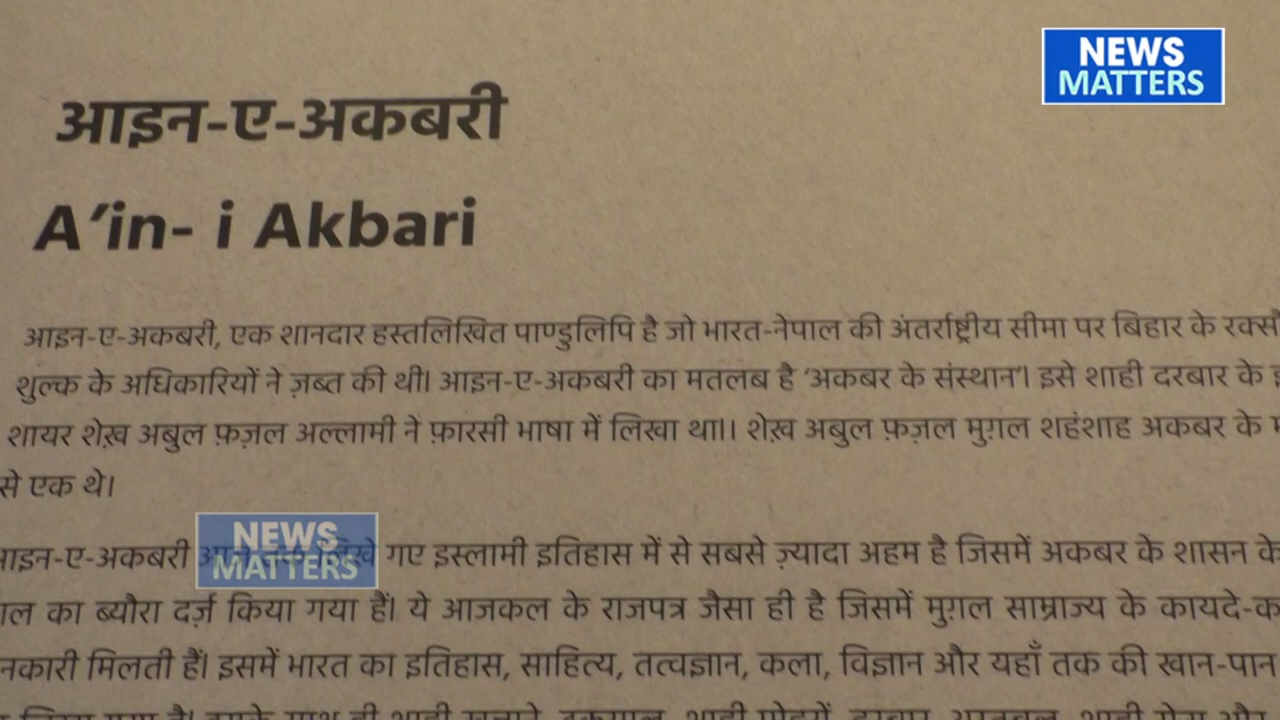 NEWS
MATTERS
आइन-ए-अकबरी
A’in- i Akbari
आइन-ए-अकबरी, एक शानदार हस्तलिखित पाण्डुलिपि है जो भारत-नेपाल की अंतर्राष्ट्रीय सीमा पर बिहार के
शुल्क के अधिकारियों ने ज़ब्त की थी। आइन-ए-अकबरी का मतलब है ‘अकबर के संस्थान’। इसे शाही दरबार के
शायर शेख़ अबुल फ़ज़ल अल्लामी ने फ़ारसी भाषा में लिखा था।। शेख़ अबुल फ़ज़ल मुग़ल शहंशाह अकबर के
से एक थे।
आइन-ए-अकबरी गए इस्लामी इतिहास में से सबसे ज़्यादा अहम है जिसमें अकबर के शासन के
NEWS
MATTERS
का ब्यौरा दर्ज़ किया गया हैं। ये आजकल के राजपत्र जैसा ही है जिसमें मुग़ल साम्राज्य के
मिलती हैं। इसमें भारत का इतिहास, साहित्य, तत्वज्ञान, कला, विज्ञान और यहाँ तक की खान-पान